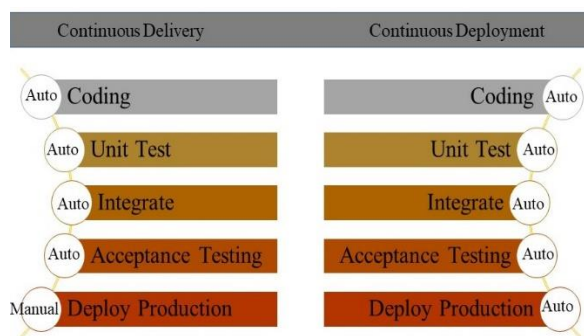 Continuous Delivery Continuous Deployment
Auto Coding Coding Auto
Auto Unit Test Unit Test Auto
Auto Integrate Integrate Auto
Auto Acceptance Testing Acceptance Testing Auto
Manual Deploy Production Deploy Production Auto